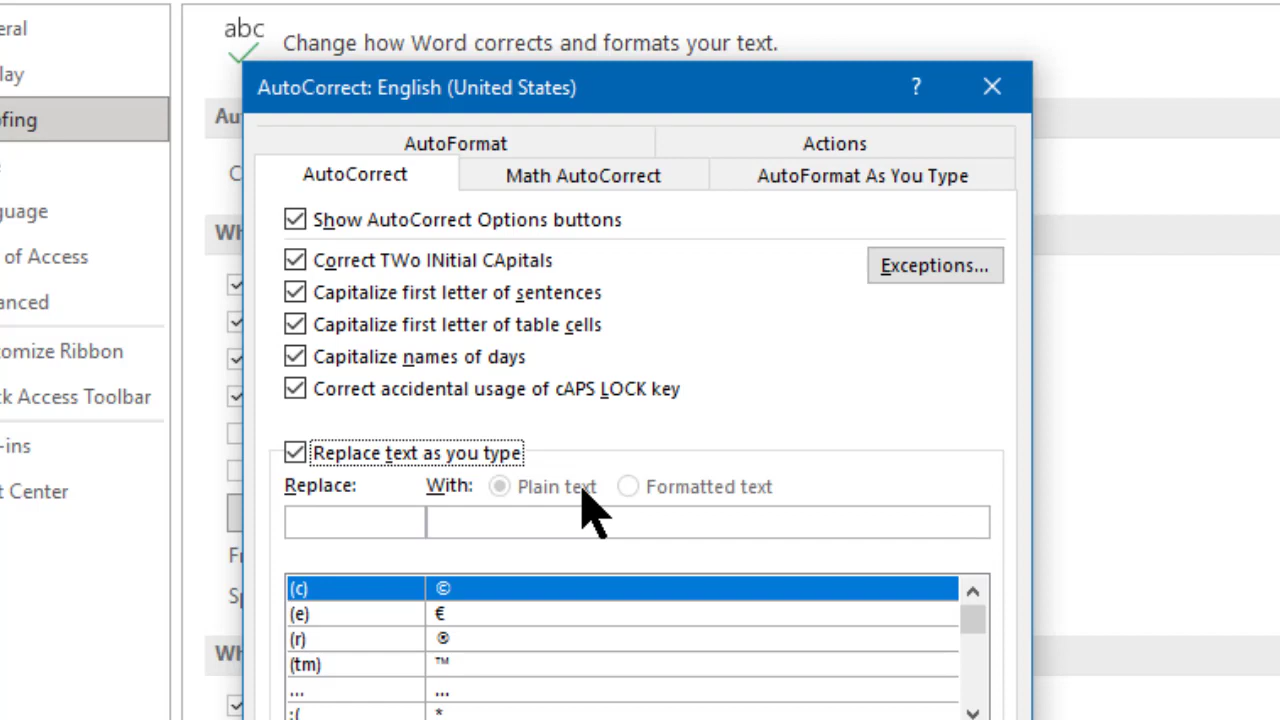 eral
lay
fing
guage
of Access
anced
tomize Ribbon
ck Access Toolbar
-ins
t Center
abc
Change how Word corrects and formats your text.
AutoCorrect: English (United States)
?
AutoFormat
Actions
AutoCorrect
Math AutoCorrect
AutoFormat As You Type
Show AutoCorrect Options buttons
Correct TWo INitial CApitals
Exceptions...
Capitalize first letter of sentences
Capitalize first letter of table cells
Capitalize names of days
Correct accidental usage of cAPS LOCK key
Replace text as you type
Replace: With: Plain text Formatted text
(c) ©
(e) €
(r) ®
(tm) ™
... ...
:( *